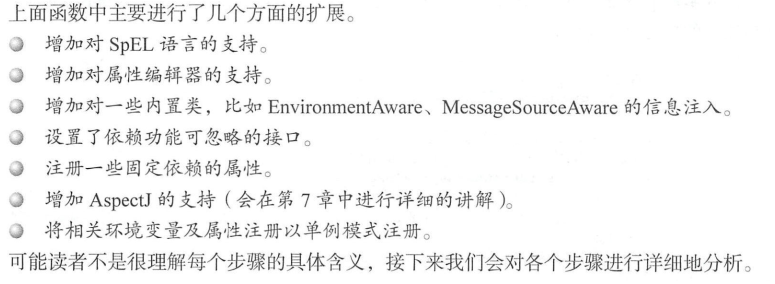 上面函数中主要进行了几个方面的扩展。
增加对 SpEL 语言的支持。
增加对属性编辑器的支持。
增加对一些内置类，比如 EnvironmentAware、MessageSourceAware 的信息注入。
设置了依赖功能可忽略的接口。
注册一些固定依赖的属性。
增加 AspectJ 的支持（会在第 7 章中进行详细的讲解）。
将相关环境变量及属性注册以单例模式注册。
可能读者不是很理解每个步骤的具体含义，接下来我们会对各个步骤进行详细地分析。